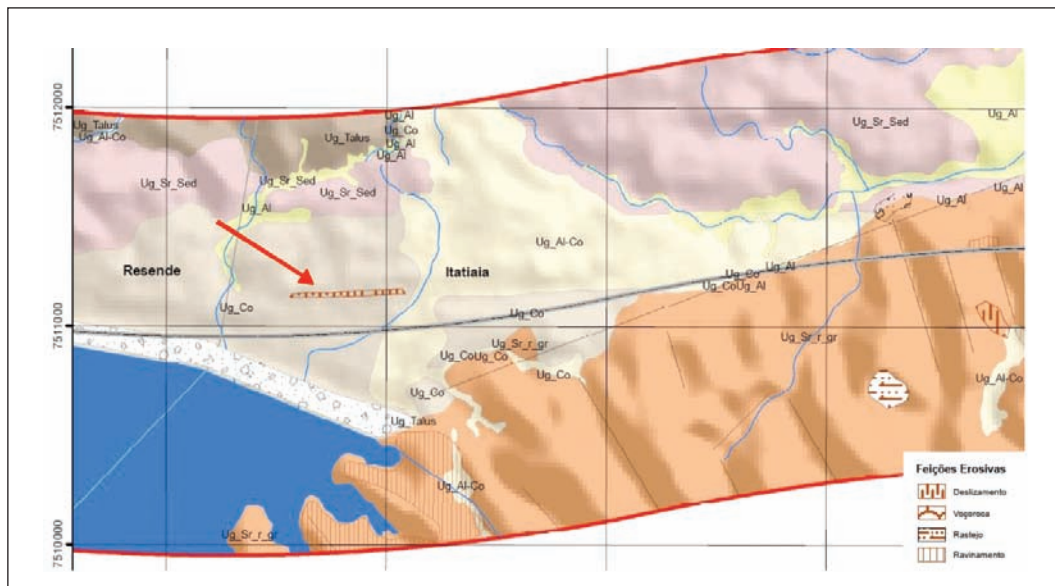 7512000
7511000
7510000
Ug_Talus
Ug_Al-Co
Ug_Talus
Ug_Al
Ug_Co
Ug_Al
Ug_Al
Ug_Sr_Sed
Ug_Sr_Sed
Ug_Sr_Sed
Ug_Sr_Sed
Ug_Al
Ug_Al
Ug_Al
Ug_Al
Ug_Al-Co
Resende
Itatiaia
Ug_Co
Ug_Al
Ug_Co
Ug_CoUg_Al
Ug_Co
Ug_Sr_r_gr
Ug_Sr_r_gr
Ug_CoUg_Co
Ug_Co
Ug_Co
Ug_Al-Co
Ug_Talus
Ug_Al-Co
Ug_Sr_r_gr
Feições Erosivas
Deslizamento
Voçoroca
Rastejo
Ravinamento